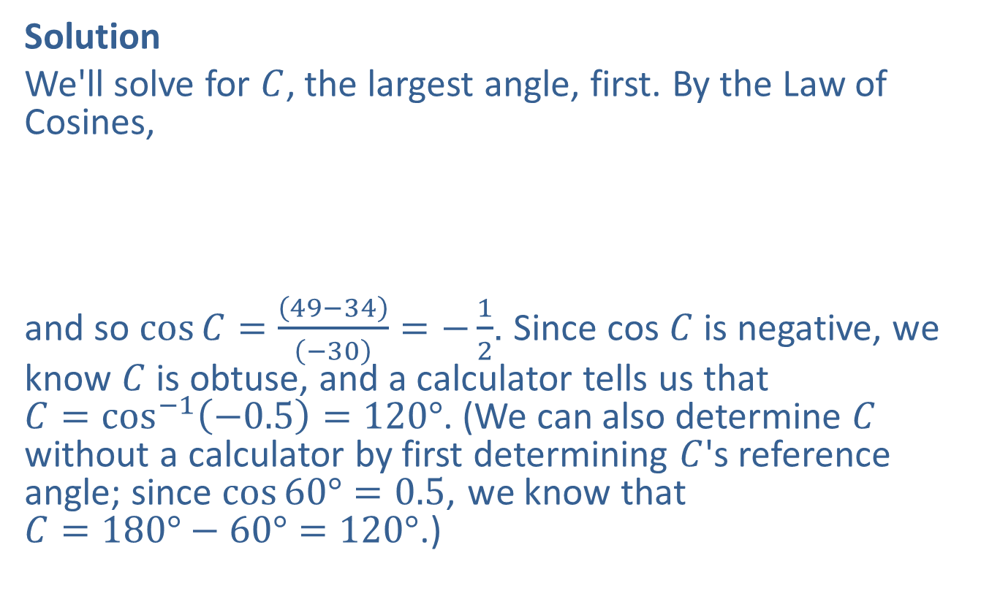 Solution
We'll solve for C, the largest angle, first. By the Law of
Cosines,
and so cos C = (49−34)/(−30) = −1/2. Since cos C is negative, we
know C is obtuse, and a calculator tells us that
C = cos⁻¹(−0.5) = 120°. (We can also determine C
without a calculator by first determining C's reference
angle; since cos 60° = 0.5, we know that
C = 180° − 60° = 120°.)